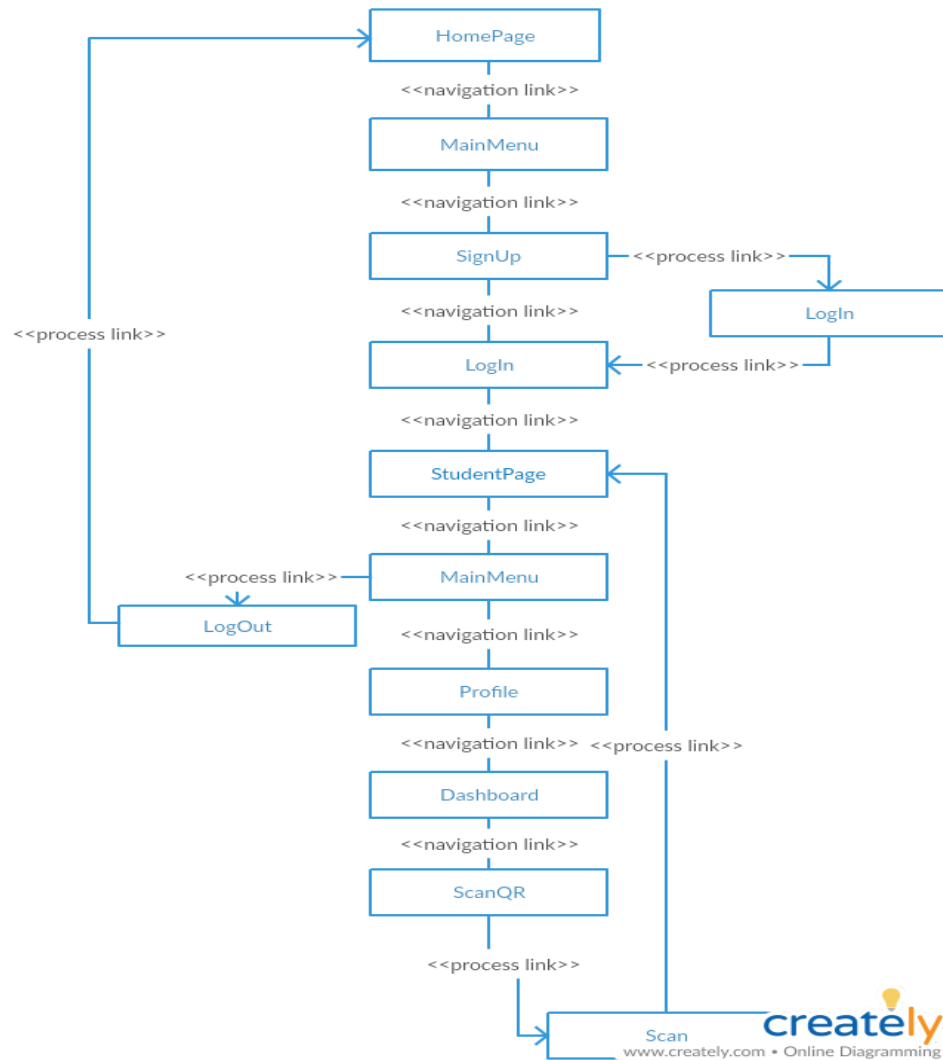 HomePage
<<navigation link>>
MainMenu
<<navigation link>>
SignUp
<<process link>>
<<navigation link>>
LogIn
<<process link>>
LogIn
<<process link>>
<<navigation link>>
StudentPage
<<navigation link>>
<<process link>>
MainMenu
LogOut
<<navigation link>>
Profile
<<navigation link>>
<<process link>>
Dashboard
<<navigation link>>
ScanQR
<<process link>>
Scan
creately
www.creately.com • Online Diagramming